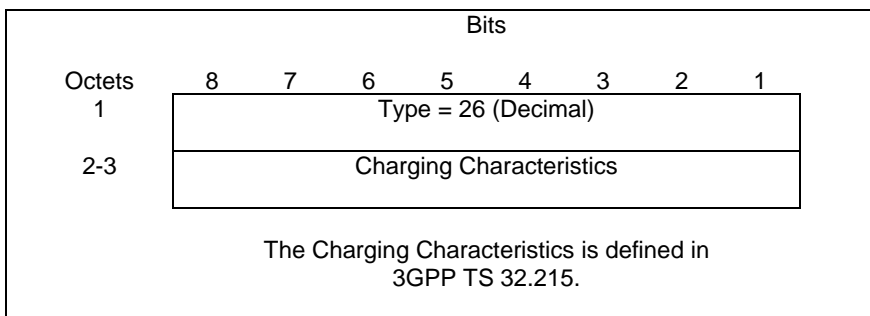 Bits
Octets 8 7 6 5 4 3 2 1
1 Type = 26 (Decimal)
2-3 Charging Characteristics
The Charging Characteristics is defined in
3GPP TS 32.215.